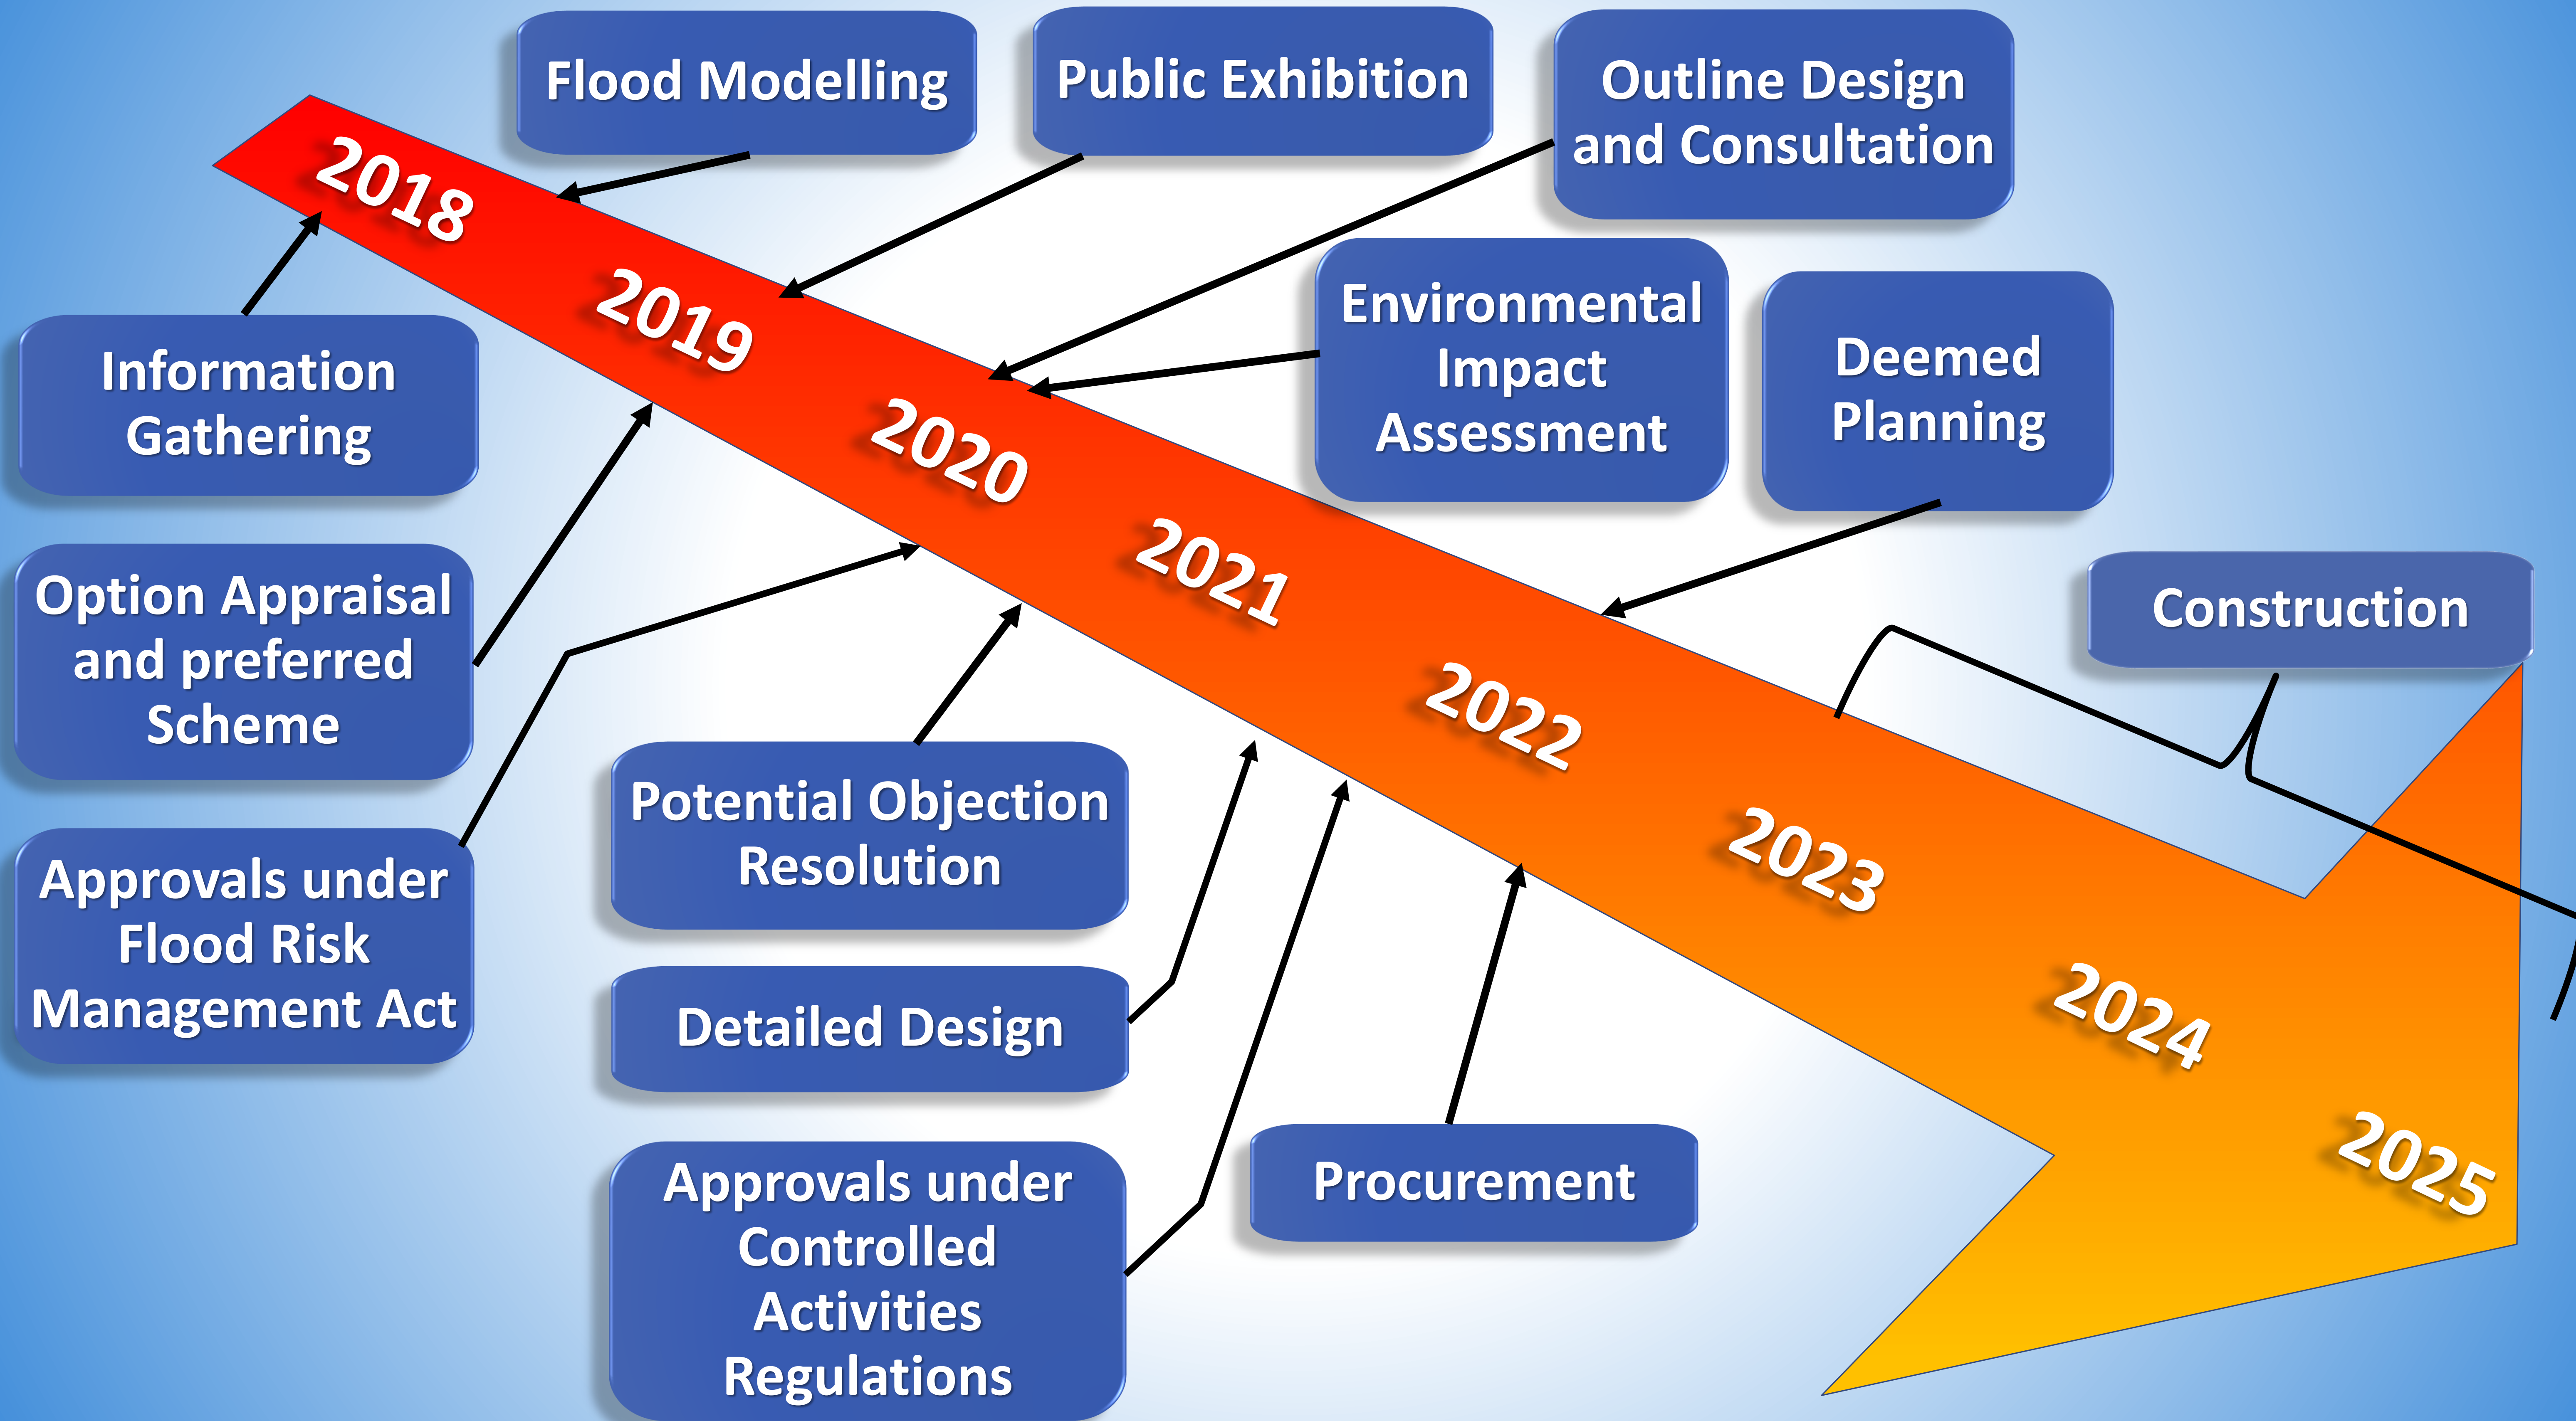 Flood Modelling
Public Exhibition
Outline Design
and Consultation
2018
2019
2020
2021
2022
2023
2024
2025
Environmental
Impact
Assessment
Deemed
Planning
Construction
Information
Gathering
Option Appraisal
and preferred
Scheme
Approvals under
Flood Risk
Management Act
Potential Objection
Resolution
Detailed Design
Approvals under
Controlled
Activities
Regulations
Procurement